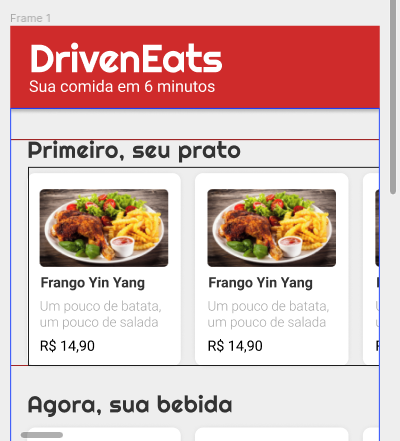 Frame 1
DrivenEats
Sua comida em 6 minutos
Primeiro, seu prato
Frango Yin Yang
Um pouco de batata,
um pouco de salada
R$ 14,90
Frango Yin Yang
Um pouco de batata,
um pouco de salada
R$ 14,90
Agora, sua bebida